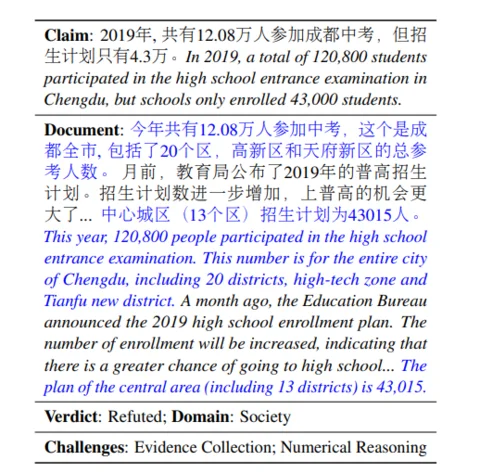 Claim: 2019年, 共有12.08万人参加成都中考，但招
生计划只有4.3万。In 2019, a total of 120,800 students
participated in the high school entrance examination in
Chengdu, but schools only enrolled 43,000 students.
Document: 今年共有12.08万人参加中考，这个是成
都全市, 包括了20个区，高新区和天府新区的总参
考人数。 月前，教育局公布了2019年的普高招生
计划。招生计划数进一步增加，上普高的机会更
大了... 中心城区（13个区）招生计划为43015人。
This year, 120,800 people participated in the high school
entrance examination. This number is for the entire city
of Chengdu, including 20 districts, high-tech zone and
Tianfu new district. A month ago, the Education Bureau
announced the 2019 high school enrollment plan. The
number of enrollment will be increased, indicating that
there is a greater chance of going to high school... The
plan of the central area (including 13 districts) is 43,015.
Verdict: Refuted; Domain: Society
Challenges: Evidence Collection; Numerical Reasoning